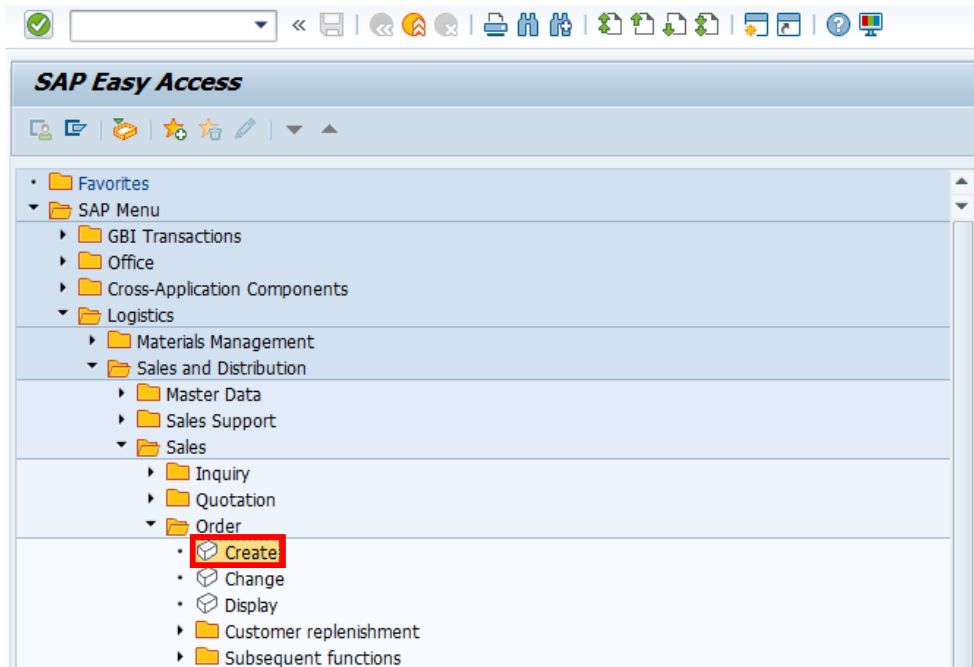 SAP Easy Access
Favorites
SAP Menu
GBI Transactions
Office
Cross-Application Components
Logistics
Materials Management
Sales and Distribution
Master Data
Sales Support
Sales
Inquiry
Quotation
Order
Create
Change
Display
Customer replenishment
Subsequent functions